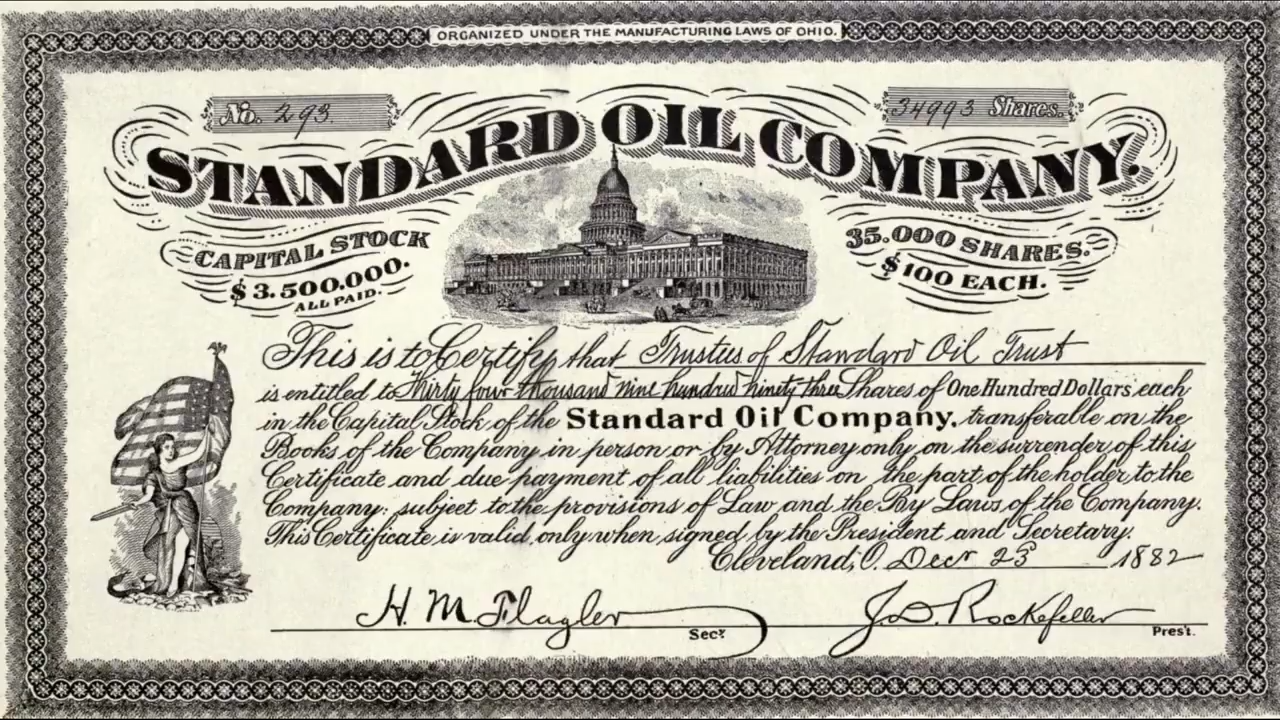 ORGANIZED UNDER THE MANUFACTURING LAWS OF OHIO.
No. 293
34993 Shares.
STANDARD OIL COMPANY.
CAPITAL STOCK
$3.500.000.
ALL PAID.
35.000 SHARES.
$100 EACH.
This is to Certify that Trustees of Standard Oil Trust
is entitled to Thirty four thousand nine hundred ninety three Shares of One Hundred Dollars each
in the Capital Stock of the Standard Oil Company, transferable on the
Books of the Company in person or by Attorney only on the surrender of this
Certificate and due payment of all liabilities on the part of the holder to the
Company: subject to the provisions of Law and the By Laws of the Company.
This Certificate is valid only when signed by the President and Secretary.
Cleveland, O. Decr 23 1882
H. M. Flagler Secy.
J. D. Rockefeller Pres't.